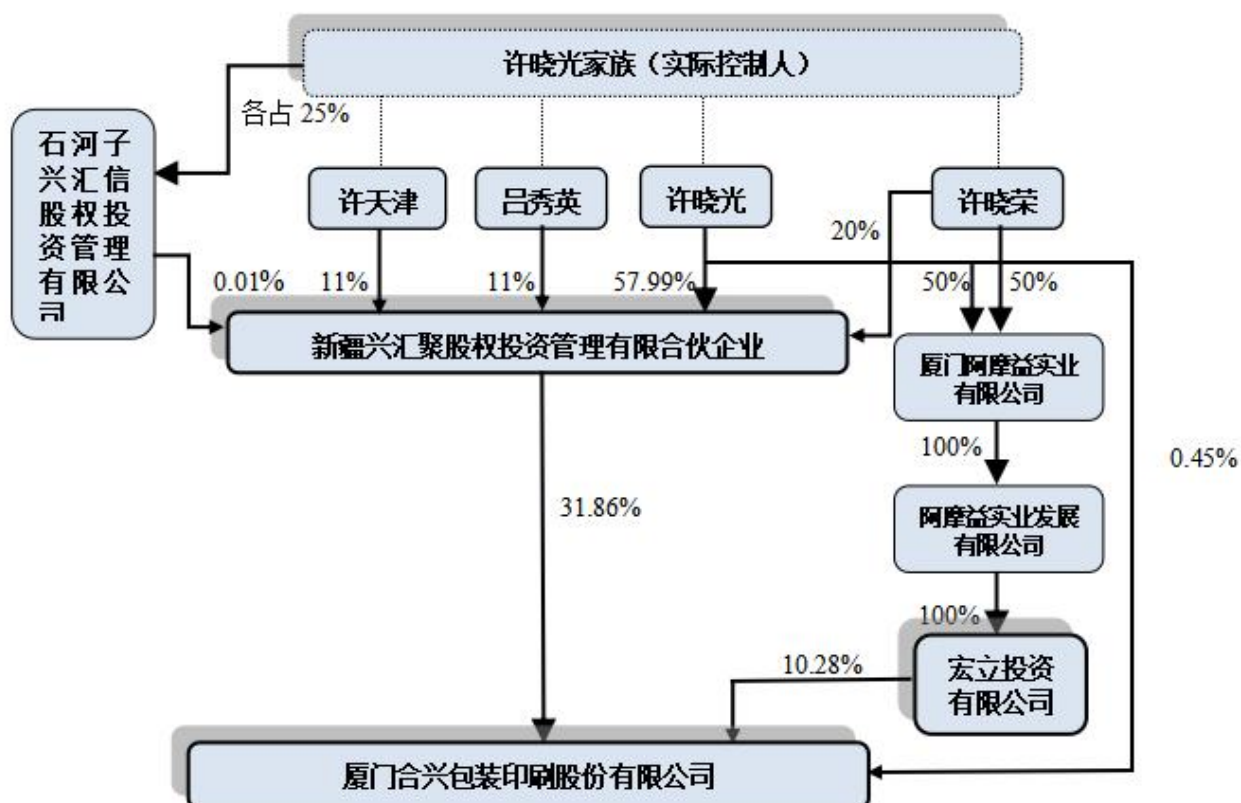 许晓光家族（实际控制人）
各占 25%
石河子
兴汇信
股权投
资管理
有限公
司
许天津
吕秀英
许晓光
许晓荣
20%
0.01%
11%
11%
57.99%
50%
50%
新疆兴汇聚股权投资管理有限合伙企业
厦门阿摩益实业
有限公司
100%
0.45%
31.86%
阿摩益实业发展
有限公司
100%
10.28%
宏立投资
有限公司
厦门合兴包装印刷股份有限公司